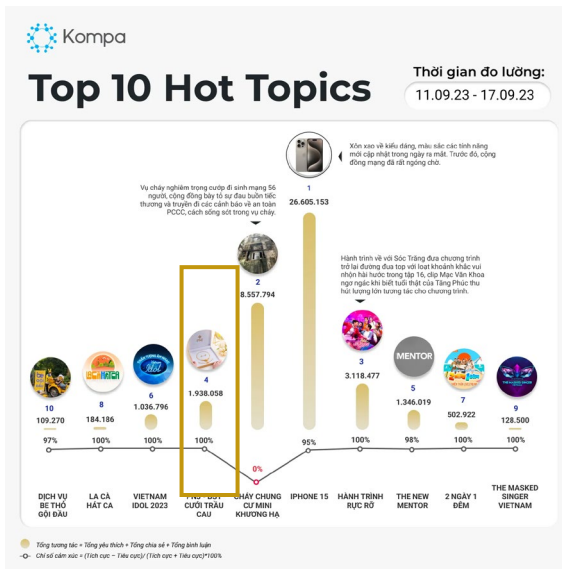 Kompa
Top 10 Hot Topics
Thời gian đo lường:
11.09.23 - 17.09.23
Xôn xao về kiểu dáng, màu sắc các tính năng
mới cập nhật trong ngày ra mắt. Trước đó, cộng
đồng mạng đã rất ngóng chờ.
1
26.605.153
Vụ cháy nghiêm trọng cướp đi sinh mạng 56
người, cộng đồng bày tỏ sự đau buồn tiếc
thương và truyền đi các cảnh báo về an toàn
PCCC, cách sống sót trong vụ cháy.
2
8.557.794
Hành trình về với Sóc Trăng đưa chương trình
trở lại đường đua top với loạt khoảnh khắc vui
nhộn hài hước trong tập 16, clip Mạc Văn Khoa
ngơ ngác khi biết tuổi thật của Tăng Phúc thu
hút lượng lớn tương tác cho chương trình.
3
3.118.477
MENTOR
10
109.270
8
184.186
6
1.036.796
4
1.938.058
5
1.346.019
7
502.922
9
128.500
97%
100%
100%
100%
0%
95%
100%
98%
100%
100%
DỊCH VỤ
BE THỎ
GỘI ĐẦU
LA CÀ
HÁT CA
VIETNAM
IDOL 2023
CƯỚI TRẦU
CAU
CHÁY CHUNG
CƯ MINI
KHƯƠNG HẠ
IPHONE 15
HÀNH TRÌNH
RỰC RỠ
THE NEW
MENTOR
2 NGÀY 1
ĐÊM
THE MASKED
SINGER
VIETNAM
Tổng tương tác = Tổng yêu thích + Tổng chia sẻ + Tổng bình luận
Chỉ số cảm xúc = (Tích cực – Tiêu cực)/ (Tích cực + Tiêu cực)*100%